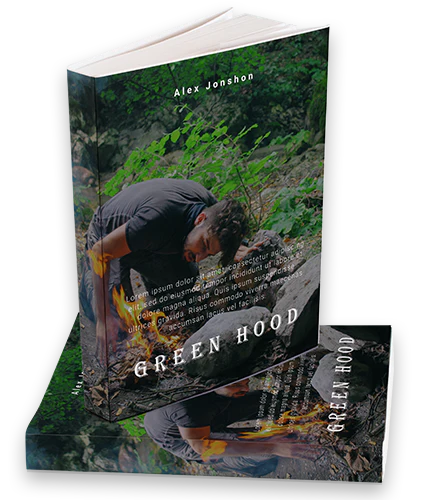 Alex Jonshon
Lorem ipsum dolor sit amet, consectetur adipiscing
elit, sed do eiusmod tempor incididunt ut labore et
dolore magna aliqua. Quis ipsum suspendisse
ultrices gravida. Risus commodo viverra maecenas
accumsan lacus vel facilisis.
GREEN HOOD
GREEN HOOD